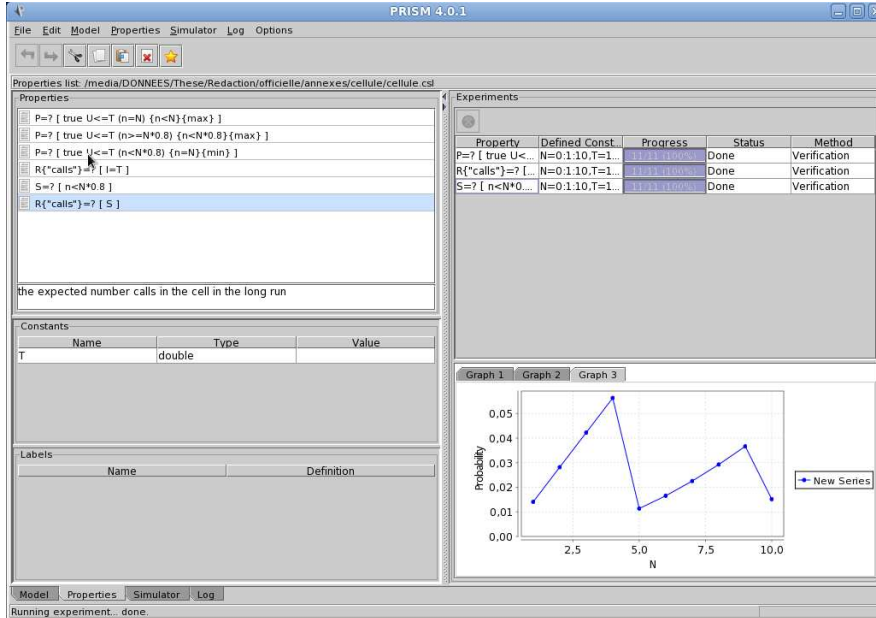 PRISM 4.0.1
File Edit Model Properties Simulator Log Options
Properties list: /media/DONNEES/These/Redaction/officielle/annexes/cellule/cellule.csl
Properties
P=? [ true U<=T (n=N) {n<N}{max} ]
P=? [ true U<=T (n>=N*0.8) {n<N*0.8}{max} ]
P=? [ true U<=T (n<N*0.8) {n=N}{min} ]
R{"calls"}=? [ I=T ]
S=? [ n<N*0.8 ]
R{"calls"}=? [ S ]
the expected number calls in the cell in the long run
Constants
Name Type Value
T double
Labels
Name Definition
Experiments
Property Defined Const... Progress Status Method
P=? [ true U<... N=0:1:10,T=1... 11/11 (100%) Done Verification
R{"calls"}=? [... N=0:1:10,T=1... 11/11 (100%) Done Verification
S=? [ n<N*0.... N=0:1:10,T=1... 11/11 (100%) Done Verification
Graph 1 Graph 2 Graph 3
0,05
0,04
0,03
0,02
0,01
0,00
Probability
2,5 5,0 7,5 10,0
N
New Series
Model Properties Simulator Log
Running experiment... done.